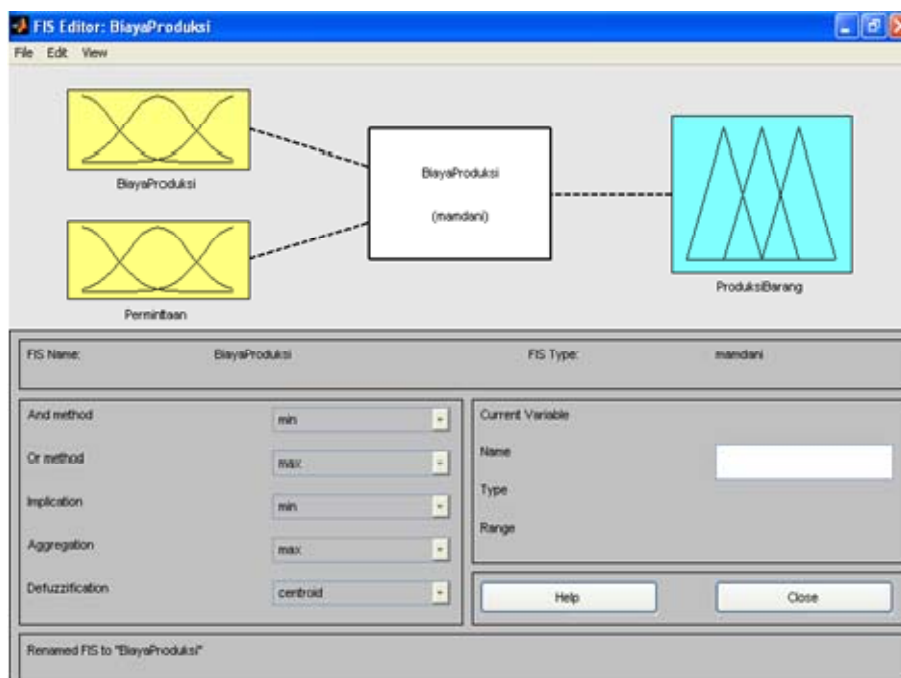 FIS Editor: BiayaProduksi
File Edit View
BiayaProduksi
Permintaan
BiayaProduksi
(mamdani)
ProduksiBarang
FIS Name: BiayaProduksi FIS Type: mamdani
And method min
Or method max
Implication min
Aggregation max
Defuzzification centroid
Current Variable
Name
Type
Range
Help Close
Renamed FIS to "BiayaProduksi"